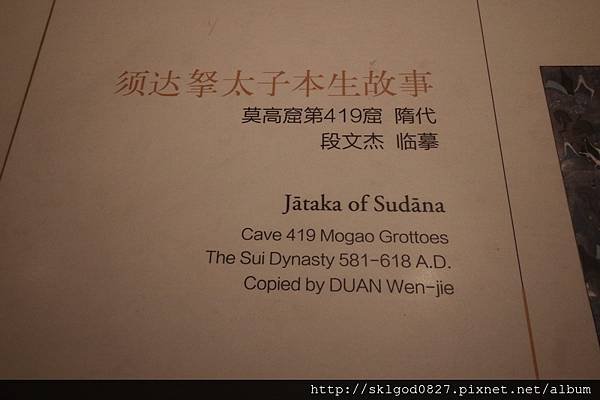 须达拏太子本生故事
莫高窟第419窟 隋代
段文杰 临摹
Jātaka of Sudāna
Cave 419 Mogao Grottoes
The Sui Dynasty 581-618 A.D.
Copied by DUAN Wen-jie
http://sklgod0827.pixnet.net/album